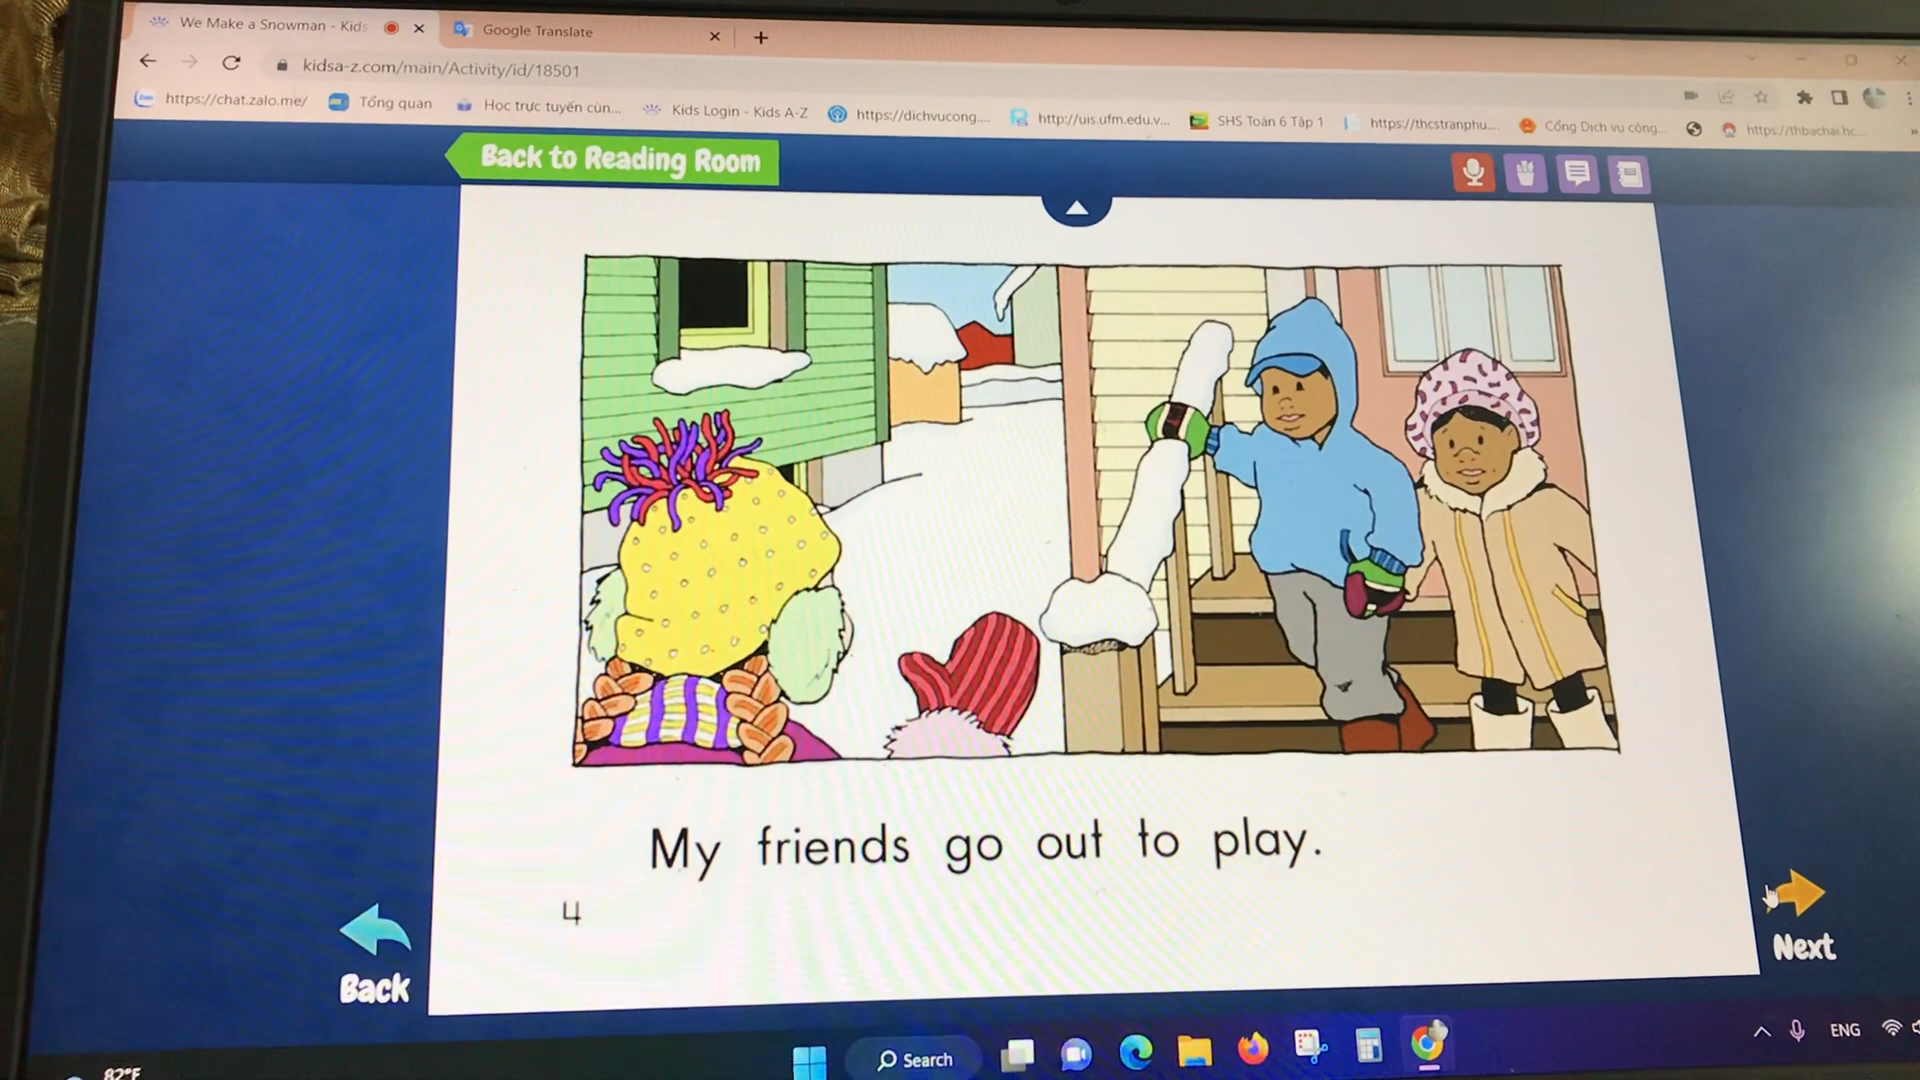 We Make a Snowman - Kids
Google Translate
kidsa-z.com/main/Activity/id/18501
https://chat.zalo.me/
Tổng quan
Học trực tuyến cùn...
Kids Login - Kids A-Z
https://dichvucong....
http://uis.ufm.edu.v...
SHS Toán 6 Tập 1
https://thcstranphu....
Cổng Dịch vụ công...
https://thbachai.hc...
Back to Reading Room
My friends go out to play.
4
Back
Next
82°F
Search
ENG